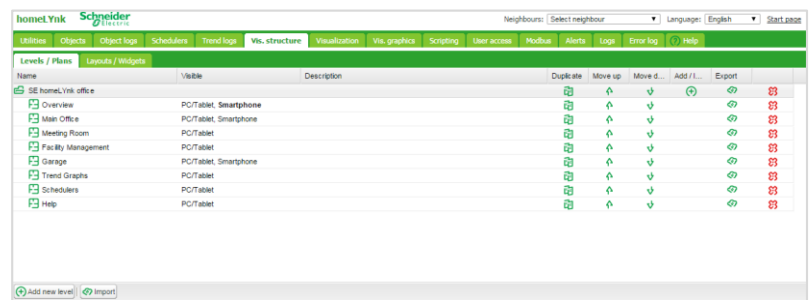 homeLYnk Schneider Electric Neighbours: Select neighbour Language: English Start page
Utilities Objects Object logs Schedulers Trend logs Vis. structure Visualization Vis. graphics Scripting User access Modbus Alerts Logs Error log ? Help
Levels / Plans Layouts / Widgets
Name Visible Description Duplicate Move up Move d... Add / I... Export
SE homeLYnk office
Overview PC/Tablet, Smartphone
Main Office PC/Tablet, Smartphone
Meeting Room PC/Tablet
Facility Management PC/Tablet
Garage PC/Tablet, Smartphone
Trend Graphs PC/Tablet
Schedulers PC/Tablet
Help PC/Tablet
Add new level Import